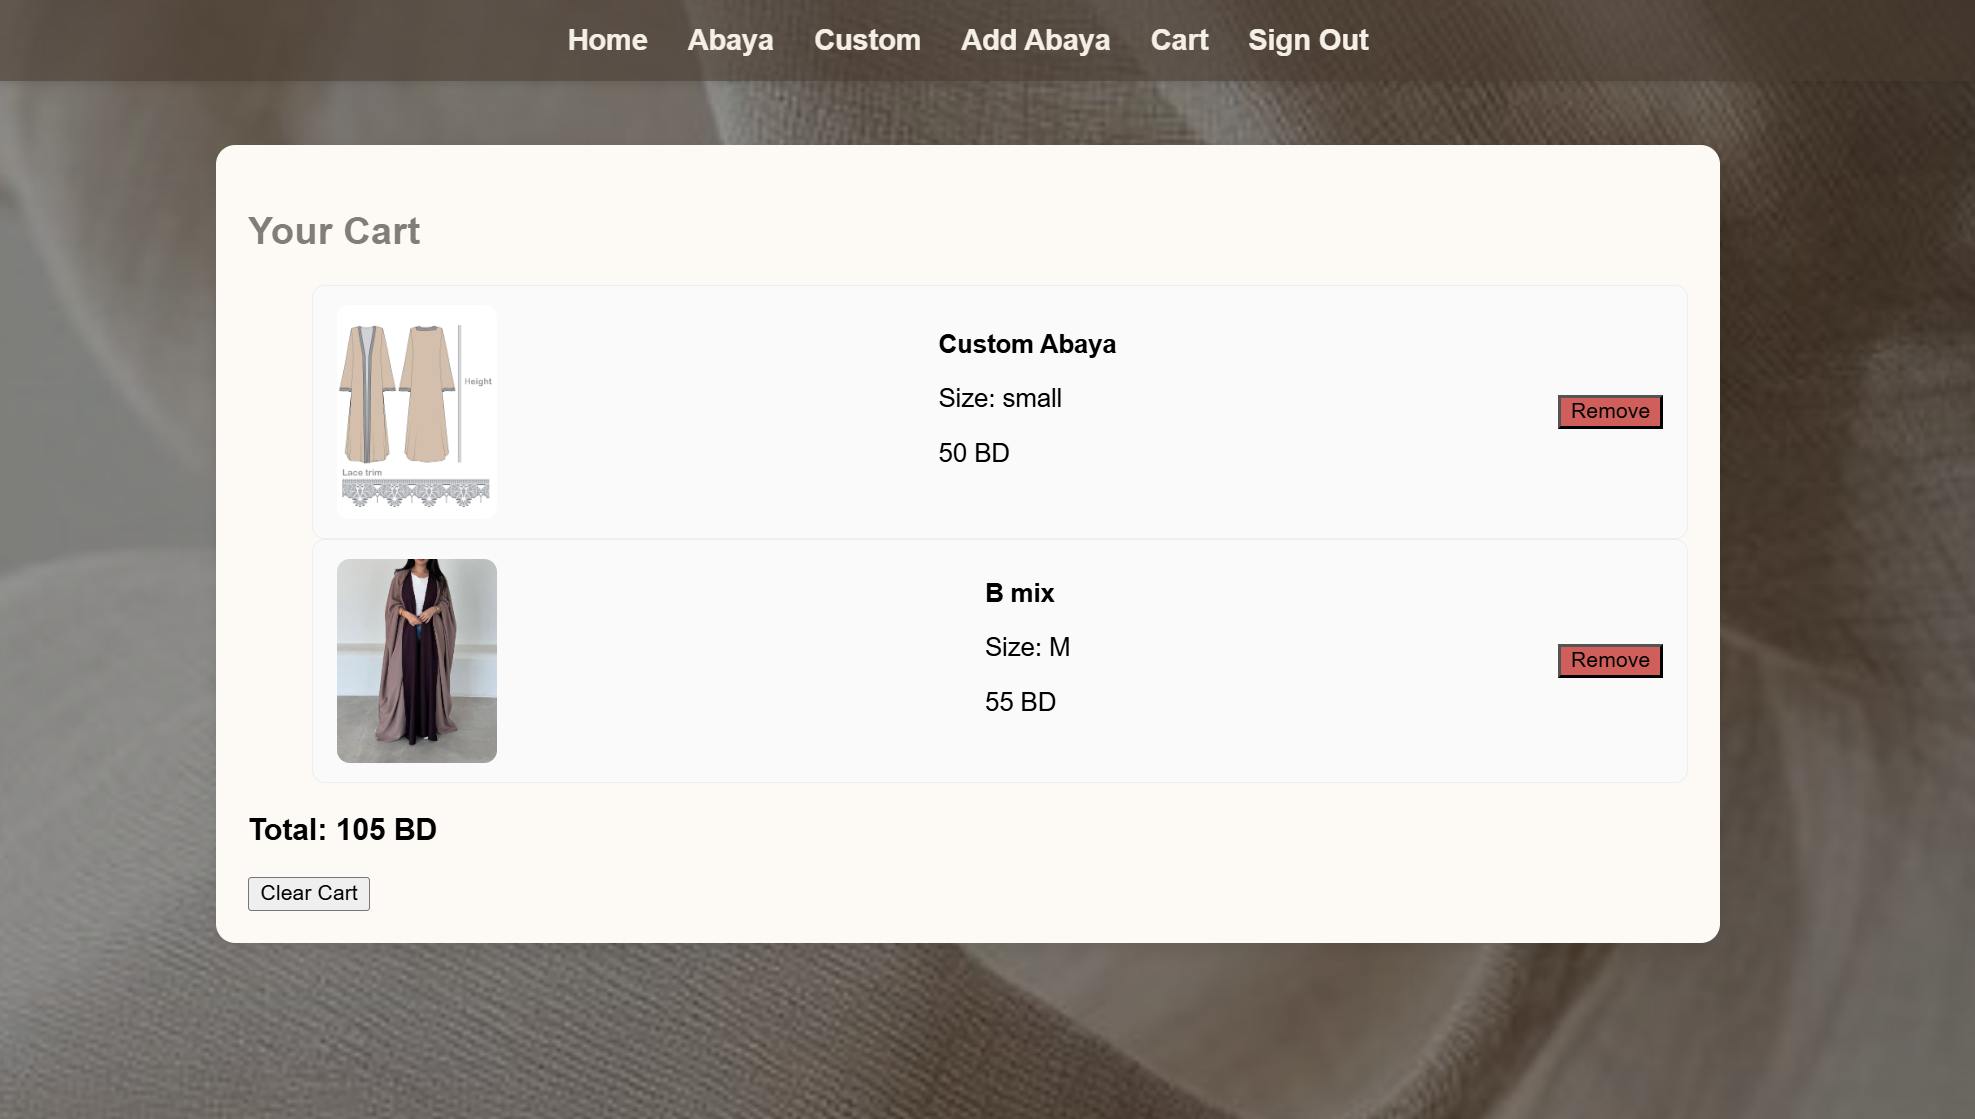 Home Abaya Custom Add Abaya Cart Sign Out
Your Cart
Height
Lace trim
Custom Abaya
Size: small
50 BD
Remove
B mix
Size: M
55 BD
Remove
Total: 105 BD
Clear Cart